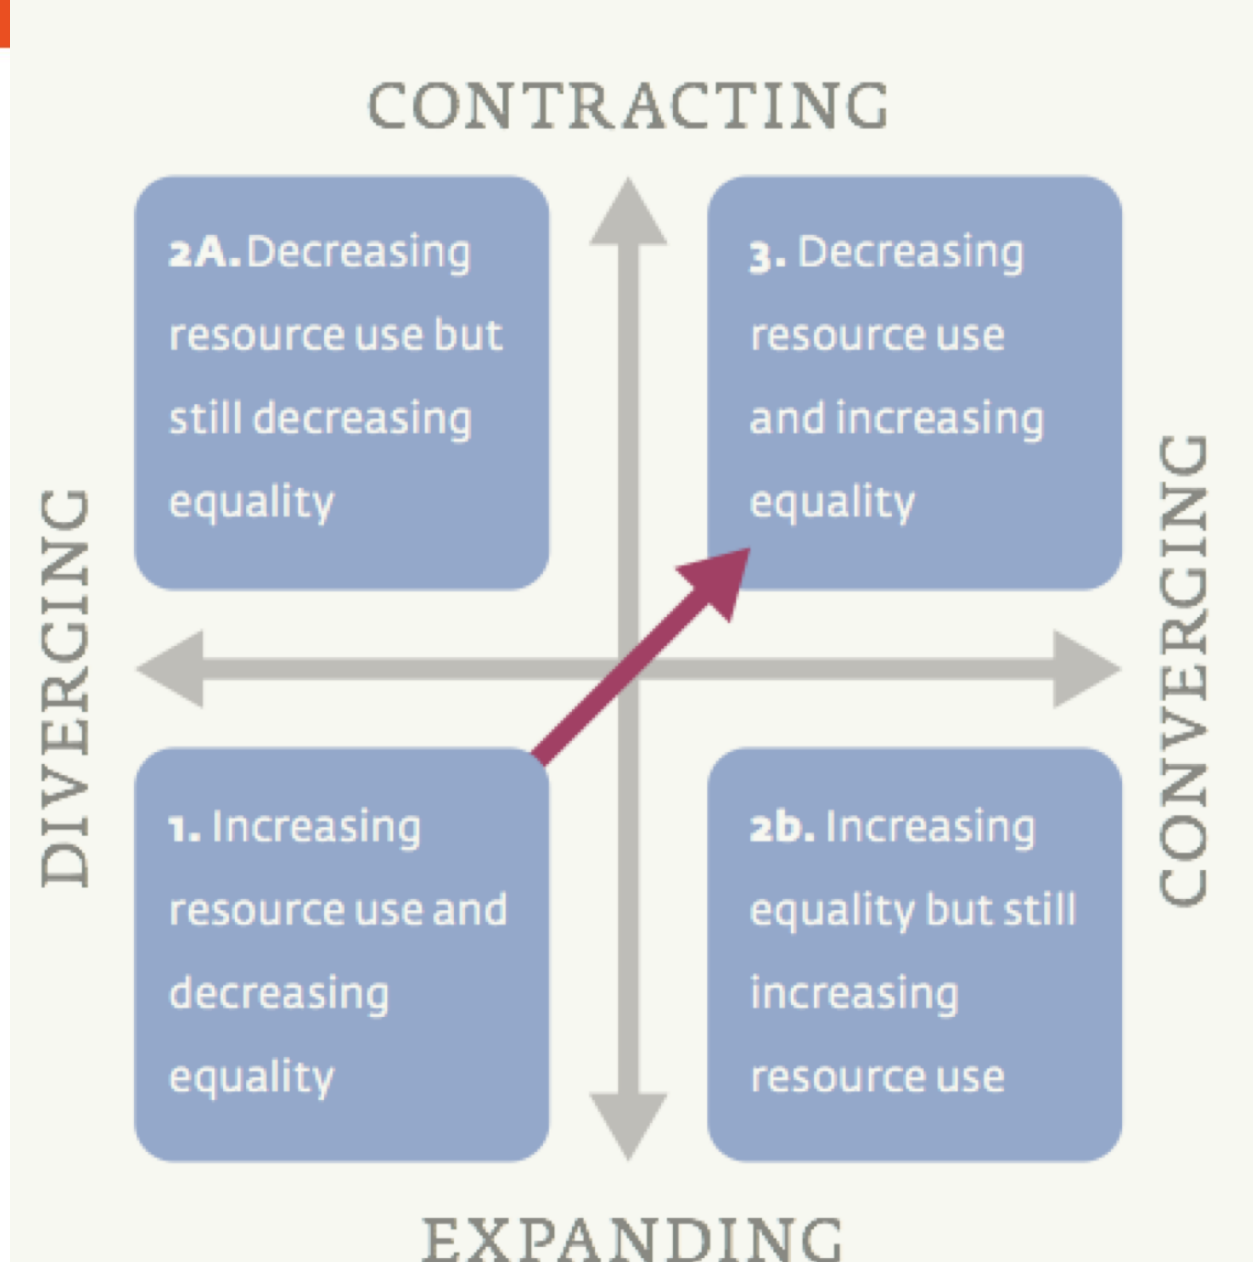 CONTRACTING
2A. Decreasing
resource use but
still decreasing
equality
3. Decreasing
resource use
and increasing
equality
DIVERGING
CONVERGING
1. Increasing
resource use and
decreasing
equality
2b. Increasing
equality but still
increasing
resource use
EXPANDING